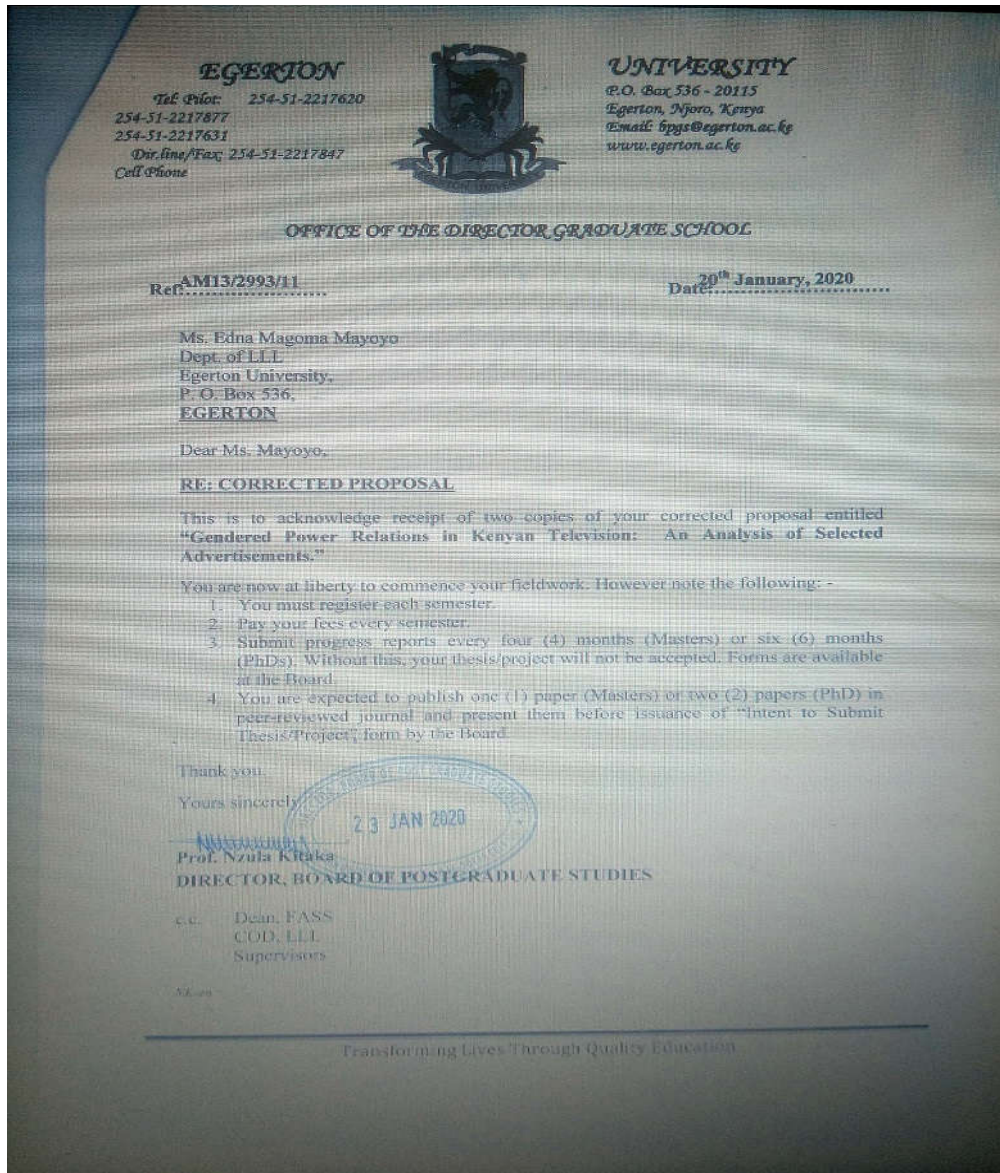 EGERTON
Tel: Pilot: 254-51-2217620
254-51-2217877
254-51-2217631
Dir.line/Fax; 254-51-2217847
Cell Phone
UNIVERSITY
P.O. Box 536 - 20115
Egerton, Njoro, Kenya
Email: bpgs@egerton.ac.ke
www.egerton.ac.ke
OFFICE OF THE DIRECTOR GRADUATE SCHOOL
Ref:AM13/2993/11
Date:20th January, 2020
Ms. Edna Magoma Mayoyo
Dept. of LLL
Egerton University,
P. O. Box 536,
EGERTON
Dear Ms. Mayoyo,
RE: CORRECTED PROPOSAL
This is to acknowledge receipt of two copies of your corrected proposal entitled
“Gendered Power Relations in Kenyan Television: An Analysis of Selected
Advertisements.”
You are now at liberty to commence your fieldwork. However note the following: -
1. You must register each semester.
2. Pay your fees every semester.
3. Submit progress reports every four (4) months (Masters) or six (6) months
(PhDs). Without this, your thesis/project will not be accepted. Forms are available
at the Board.
4. You are expected to publish one (1) paper (Masters) or two (2) papers (PhD) in
peer-reviewed journal and present them before issuance of “Intent to Submit
Thesis/Project” form by the Board.
Thank you.
Yours sincerely
23 JAN 2020
Prof. Nzula Kitaka
DIRECTOR, BOARD OF POSTGRADUATE STUDIES
c.c. Dean, FASS
COD, LLL
Supervisors
Transforming Lives Through Quality Education